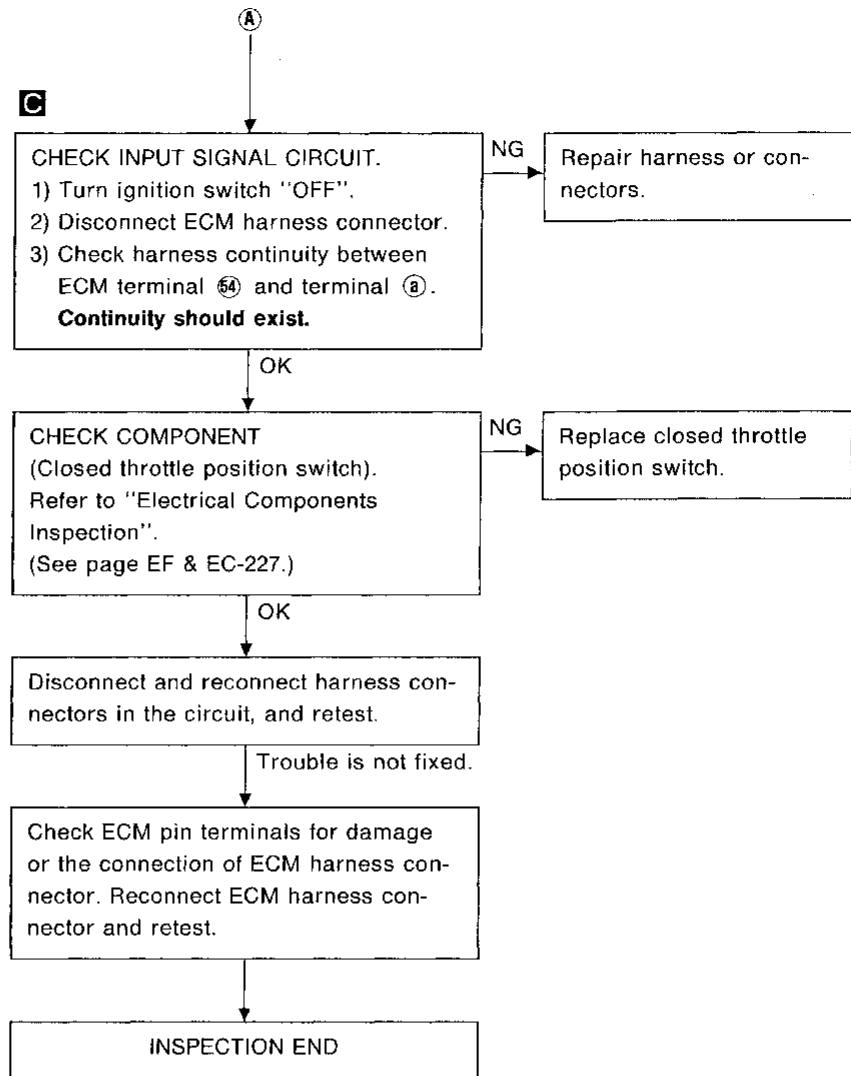 Ⓐ
C
CHECK INPUT SIGNAL CIRCUIT.
1) Turn ignition switch "OFF".
2) Disconnect ECM harness connector.
3) Check harness continuity between
ECM terminal 54 and terminal ⓐ.
Continuity should exist.
NG
Repair harness or con-
nectors.
OK
CHECK COMPONENT
(Closed throttle position switch).
Refer to "Electrical Components
Inspection".
(See page EF & EC-227.)
NG
Replace closed throttle
position switch.
OK
Disconnect and reconnect harness con-
nectors in the circuit, and retest.
Trouble is not fixed.
Check ECM pin terminals for damage
or the connection of ECM harness con-
nector. Reconnect ECM harness con-
nector and retest.
INSPECTION END